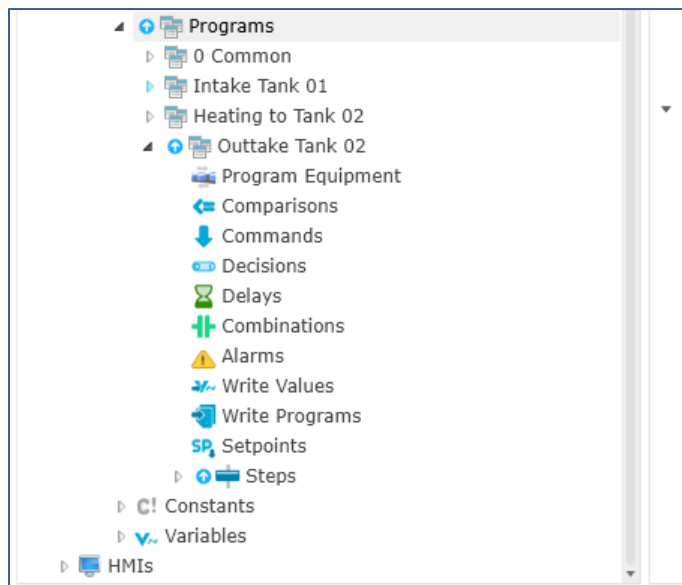 Programs
0 Common
Intake Tank 01
Heating to Tank 02
Outtake Tank 02
Program Equipment
Comparisons
Commands
Decisions
Delays
Combinations
Alarms
Write Values
Write Programs
SP Setpoints
Steps
C! Constants
V~ Variables
HMIs